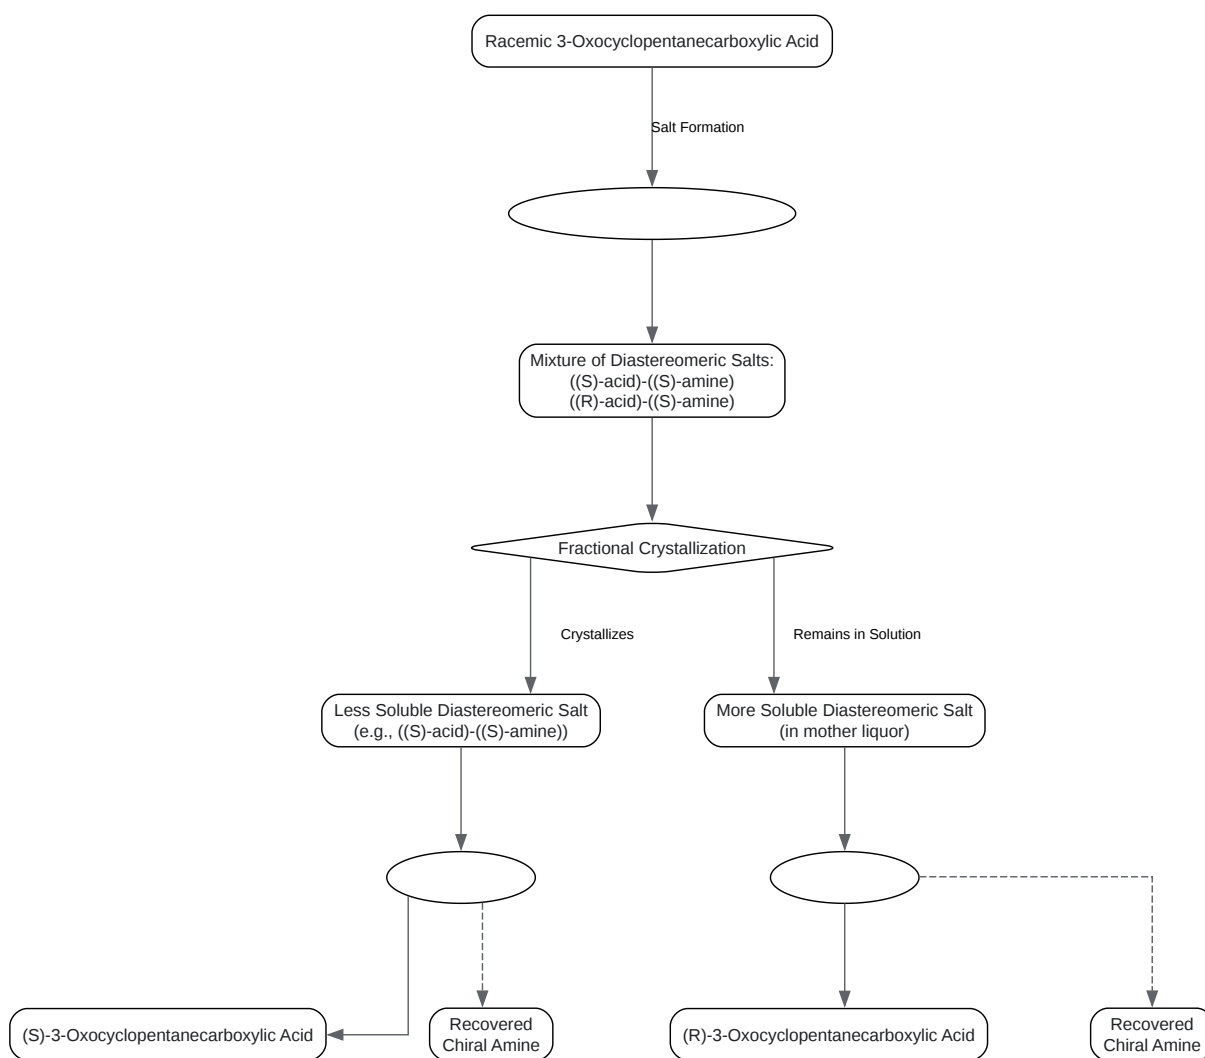 Racemic 3-Oxocyclopentanecarboxylic Acid
Salt Formation
Mixture of Diastereomeric Salts:
((S)-acid)-((S)-amine)
((R)-acid)-((S)-amine)
Fractional Crystallization
Crystallizes
Remains in Solution
Less Soluble Diastereomeric Salt
(e.g., ((S)-acid)-((S)-amine))
More Soluble Diastereomeric Salt
(in mother liquor)
(S)-3-Oxocyclopentanecarboxylic Acid
Recovered
Chiral Amine
(R)-3-Oxocyclopentanecarboxylic Acid
Recovered
Chiral Amine